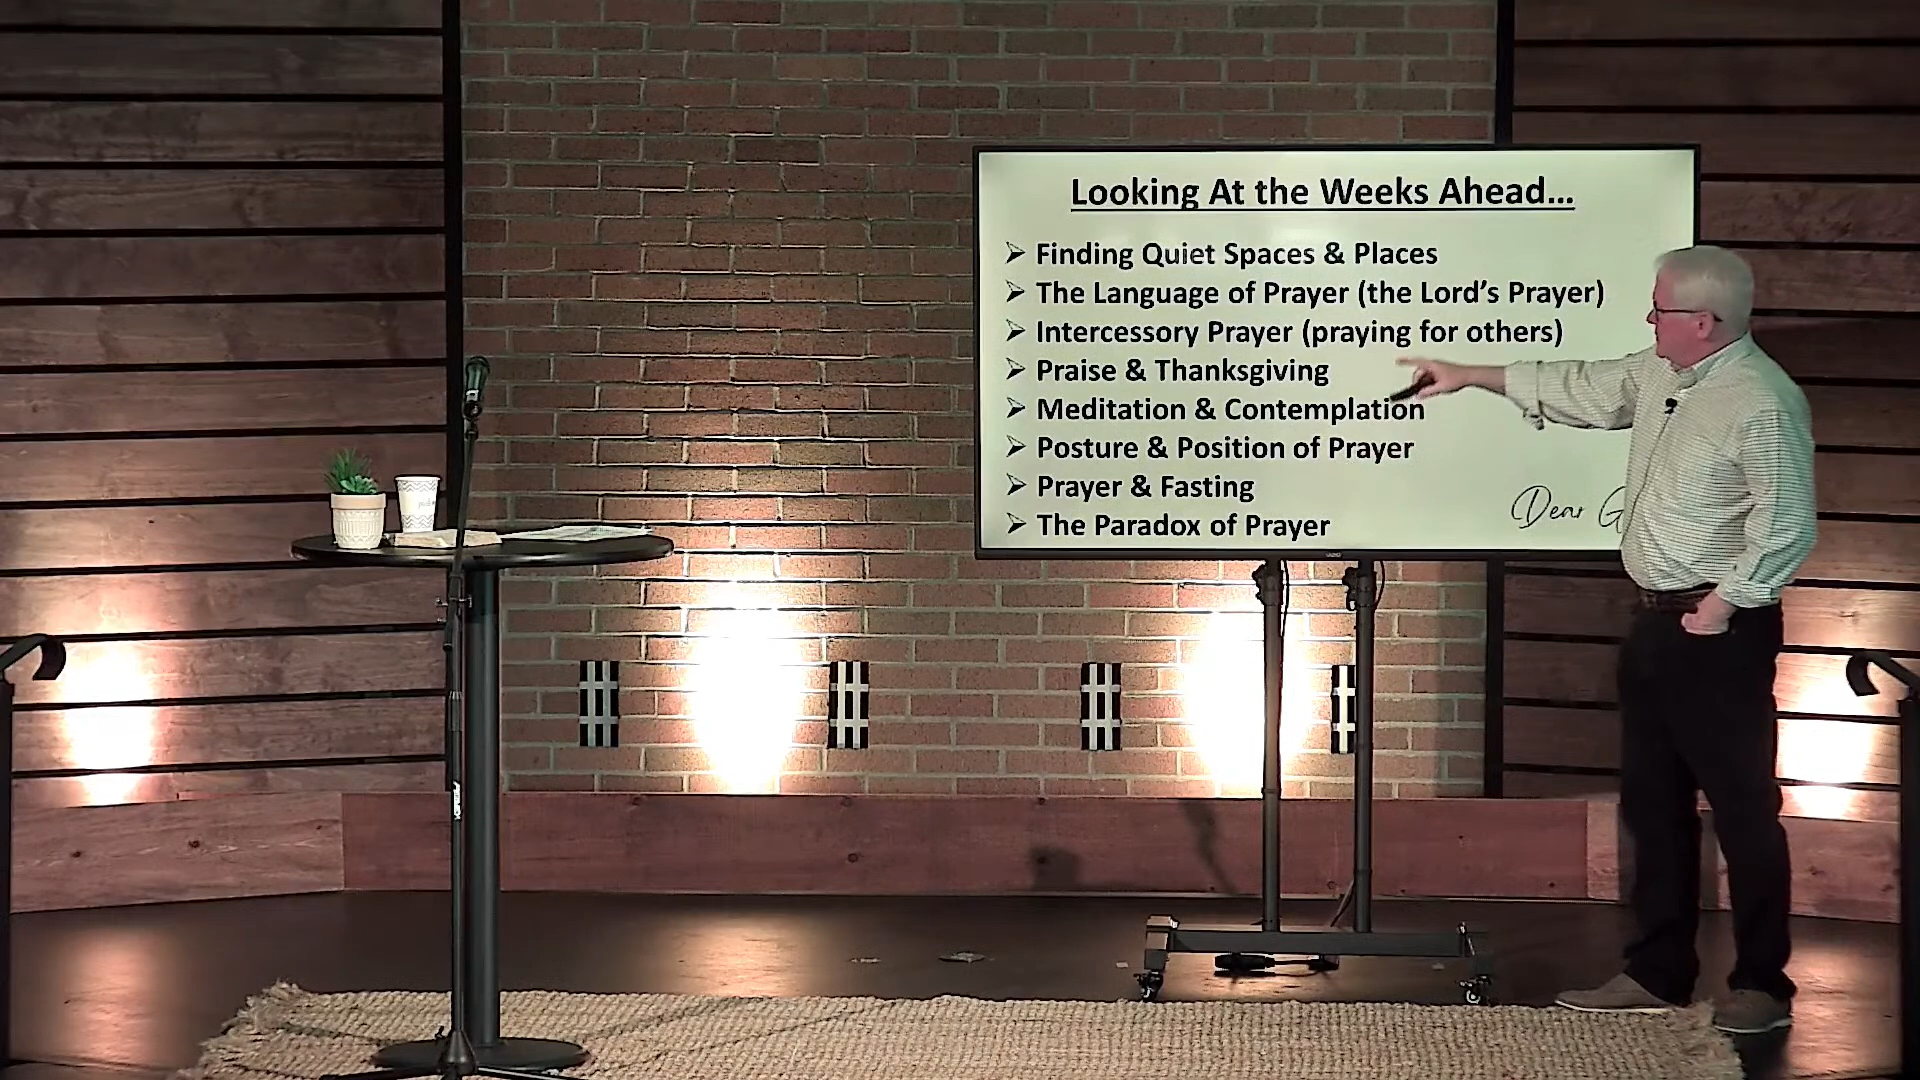 Looking At the Weeks Ahead...
Finding Quiet Spaces & Places
The Language of Prayer (the Lord's Prayer)
Intercessory Prayer (praying for others)
Praise & Thanksgiving
Meditation & Contemplation
Posture & Position of Prayer
Prayer & Fasting
The Paradox of Prayer
Dear G